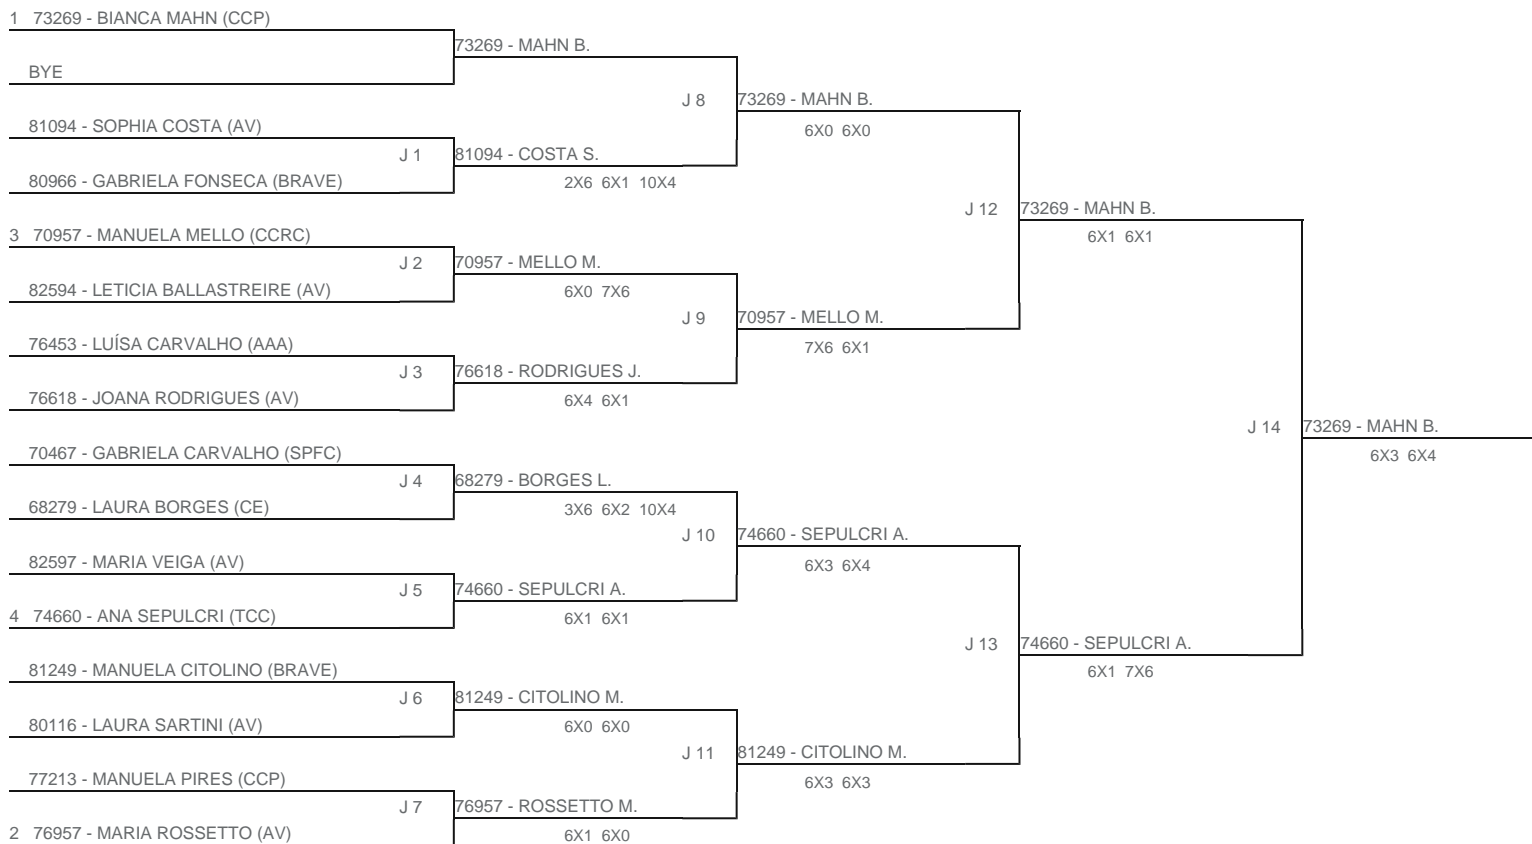 1 73269 - BIANCA MAHN (CCP)
73269 - MAHN B.
BYE
J 8 73269 - MAHN B.
6X0 6X0
81094 - SOPHIA COSTA (AV)
J 1 81094 - COSTA S.
2X6 6X1 10X4
80966 - GABRIELA FONSECA (BRAVE)
J 12 73269 - MAHN B.
6X1 6X1
3 70957 - MANUELA MELLO (CCRC)
J 2 70957 - MELLO M.
6X0 7X6
82594 - LETICIA BALLASTREIRE (AV)
J 9 70957 - MELLO M.
7X6 6X1
76453 - LUÍSA CARVALHO (AAA)
J 3 76618 - RODRIGUES J.
6X4 6X1
76618 - JOANA RODRIGUES (AV)
J 14 73269 - MAHN B.
6X3 6X4
70467 - GABRIELA CARVALHO (SPFC)
J 4 68279 - BORGES L.
3X6 6X2 10X4
68279 - LAURA BORGES (CE)
J 10 74660 - SEPULCRI A.
6X3 6X4
82597 - MARIA VEIGA (AV)
J 5 74660 - SEPULCRI A.
6X1 6X1
4 74660 - ANA SEPULCRI (TCC)
J 13 74660 - SEPULCRI A.
6X1 7X6
81249 - MANUELA CITOLINO (BRAVE)
J 6 81249 - CITOLINO M.
6X0 6X0
80116 - LAURA SARTINI (AV)
J 11 81249 - CITOLINO M.
6X3 6X3
77213 - MANUELA PIRES (CCP)
J 7 76957 - ROSSETTO M.
6X1 6X0
2 76957 - MARIA ROSSETTO (AV)